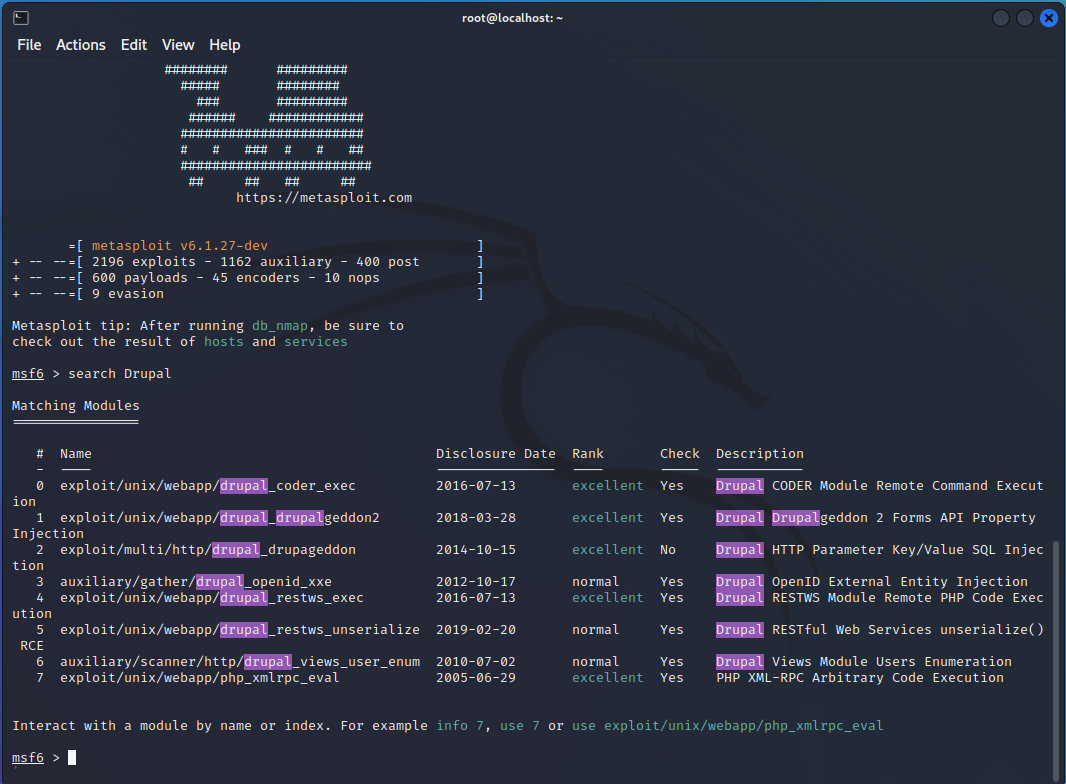 root@localhost: ~
File Actions Edit View Help
########      #########
#####       ########
###       #########
######    ############
#######################
#   #   ###  #   #   ##
########################
##     ##   ##     ##
https://metasploit.com
=[ metasploit v6.1.27-dev ]
+ -- --=[ 2196 exploits - 1162 auxiliary - 400 post ]
+ -- --=[ 600 payloads - 45 encoders - 10 nops ]
+ -- --=[ 9 evasion ]
Metasploit tip: After running db_nmap, be sure to
check out the result of hosts and services
msf6 > search Drupal
Matching Modules
================
# Name Disclosure Date Rank Check Description
- ---- --------------- ---- ----- -----------
0 exploit/unix/webapp/drupal_coder_exec 2016-07-13 excellent Yes Drupal CODER Module Remote Command Execut
ion
1 exploit/unix/webapp/drupal_drupalgeddon2 2018-03-28 excellent Yes Drupal Drupalgeddon 2 Forms API Property
Injection
2 exploit/multi/http/drupal_drupageddon 2014-10-15 excellent No Drupal HTTP Parameter Key/Value SQL Injec
tion
3 auxiliary/gather/drupal_openid_xxe 2012-10-17 normal Yes Drupal OpenID External Entity Injection
4 exploit/unix/webapp/drupal_restws_exec 2016-07-13 excellent Yes Drupal RESTWS Module Remote PHP Code Exec
ution
5 exploit/unix/webapp/drupal_restws_unserialize 2019-02-20 normal Yes Drupal RESTful Web Services unserialize()
RCE
6 auxiliary/scanner/http/drupal_views_user_enum 2010-07-02 normal Yes Drupal Views Module Users Enumeration
7 exploit/unix/webapp/php_xmlrpc_eval 2005-06-29 excellent Yes PHP XML-RPC Arbitrary Code Execution
Interact with a module by name or index. For example info 7, use 7 or use exploit/unix/webapp/php_xmlrpc_eval
msf6 >